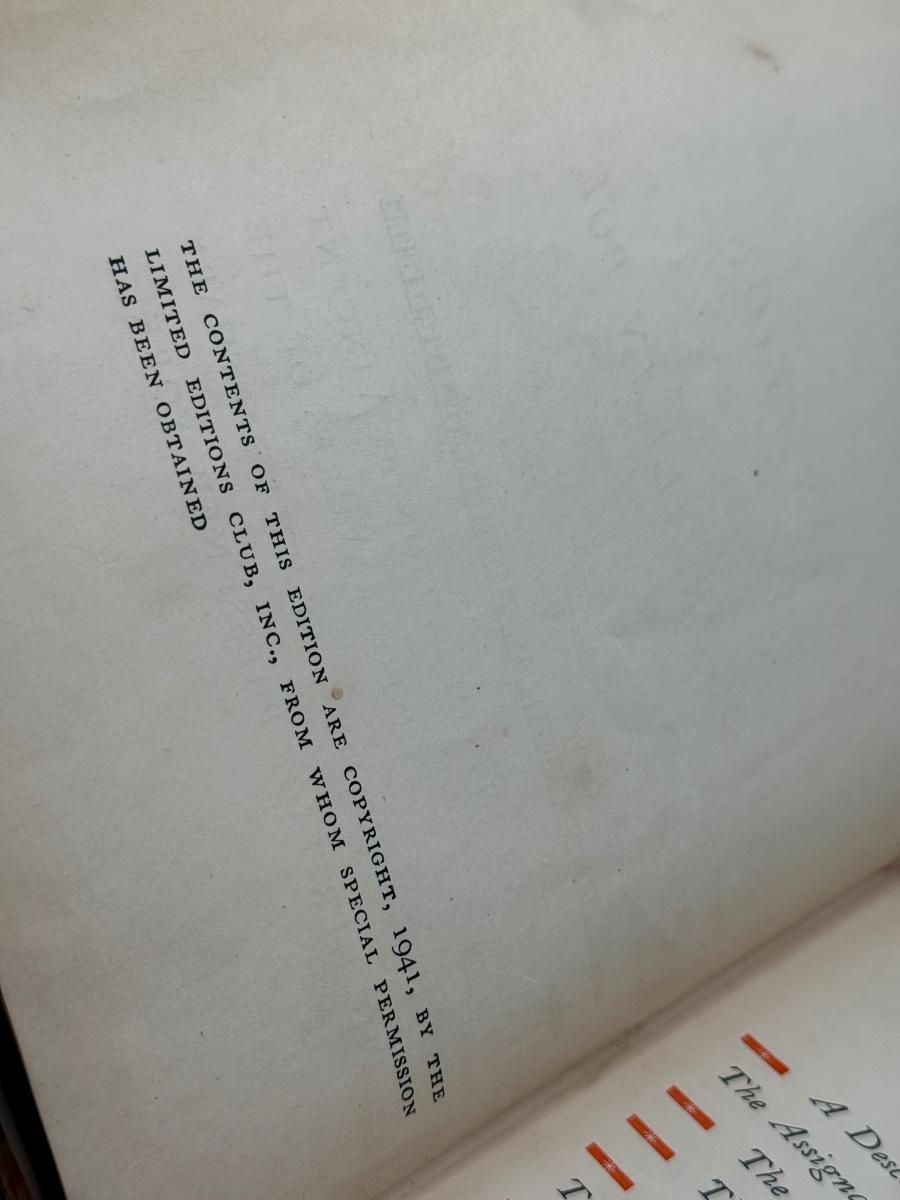 THE CONTENTS OF THIS EDITION ARE COPYRIGHT, 1941, BY THE
LIMITED EDITIONS CLUB, INC., FROM WHOM SPECIAL PERMISSION
HAS BEEN OBTAINED
A
The
The